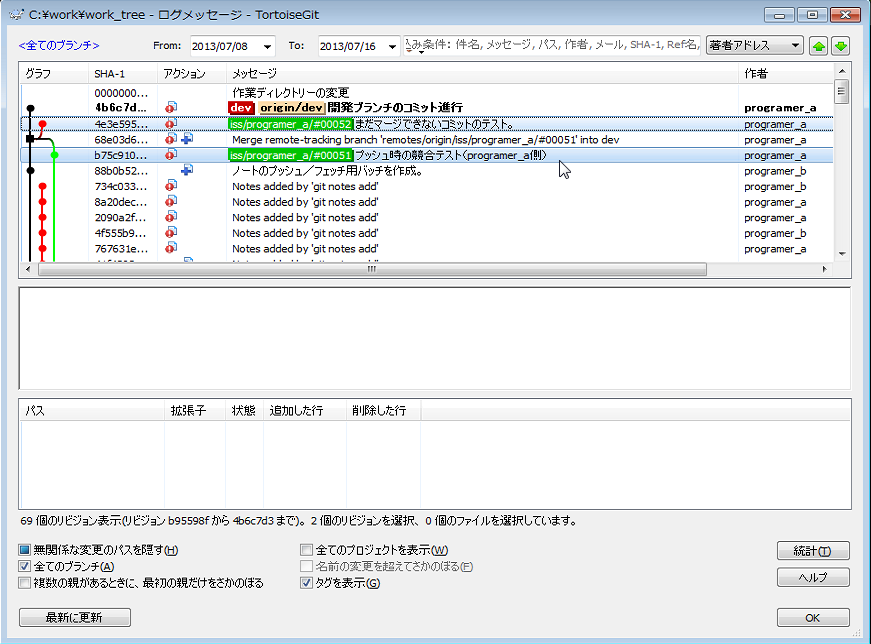 C:¥work¥work_tree - ログメッセージ - TortoiseGit
<全てのブランチ> From: 2013/07/08 To: 2013/07/16 込み条件: 件名, メッセージ, パス, 作者, メール, SHA-1, Ref名, 著者アドレス
グラフ SHA-1 アクション メッセージ 作者
0000000... 作業ディレクトリーの変更
4b6c7d... dev origin/dev 開発ブランチのコミット進行 programer_a
4e3e595... iss/programer_a/#00052 まだマージできないコミットのテスト。 programer_a
68e03d6... Merge remote-tracking branch 'remotes/origin/iss/programer_a/#00051' into dev programer_a
b75c910... iss/programer_a/#00051 プッシュ時の競合テスト(programer_a側) programer_a
88b0b52... ノートのプッシュ/フェッチ用バッチを作成。 programer_b
734c033... Notes added by 'git notes add' programer_b
8a20dec... Notes added by 'git notes add' programer_a
2090a2f... Notes added by 'git notes add' programer_a
4f555b9... Notes added by 'git notes add' programer_b
767631e... Notes added by 'git notes add' programer_a
パス 拡張子 状態 追加した行 削除した行
69 個のリビジョン表示(リビジョン b95598f から 4b6c7d3 まで)。2 個のリビジョンを選択、0 個のファイルを選択しています。
無関係な変更のパスを隠す(H) 全てのプロジェクトを表示(W) 統計(T)
全てのブランチ(A) 名前の変更を超えてさかのぼる(F)
複数の親があるときに、最初の親だけをさかのぼる タグを表示(G) ヘルプ
最新に更新 OK